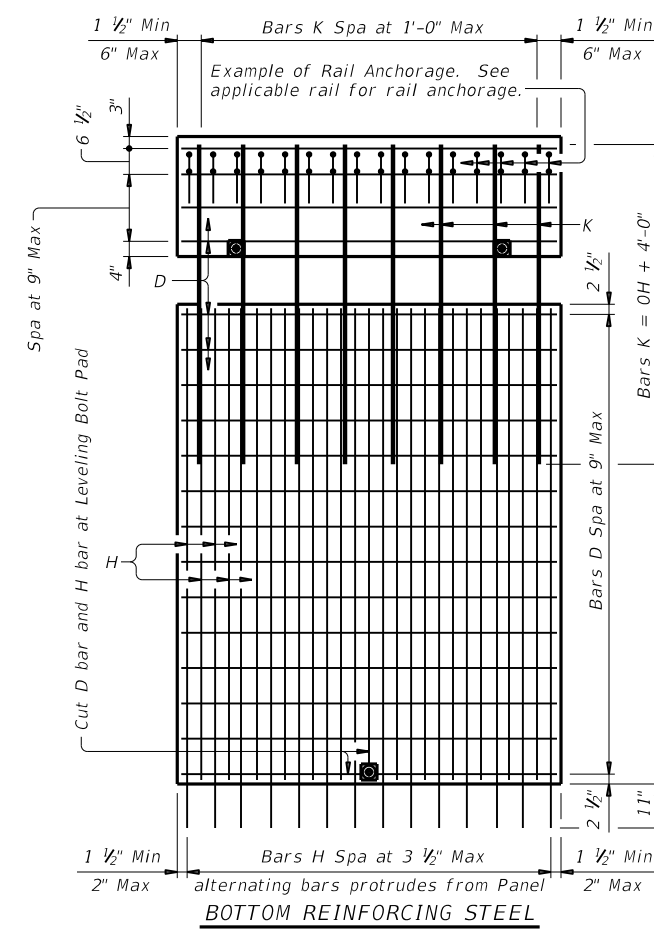 1 ½" Min
6" Max
Bars K Spa at 1'-0" Max
1 ½" Min
6" Max
Example of Rail Anchorage. See
applicable rail for rail anchorage.
3"
6 ½"
Spa at 9" Max
4"
D
K
2 ½"
Bars K = OH + 4'-0"
Cut D bar and H bar at Leveling Bolt Pad
H
Bars D Spa at 9" Max
2 ½"
11"
1 ½" Min
2" Max
Bars H Spa at 3 ½" Max
alternating bars protrudes from Panel
1 ½" Min
2" Max
BOTTOM REINFORCING STEEL